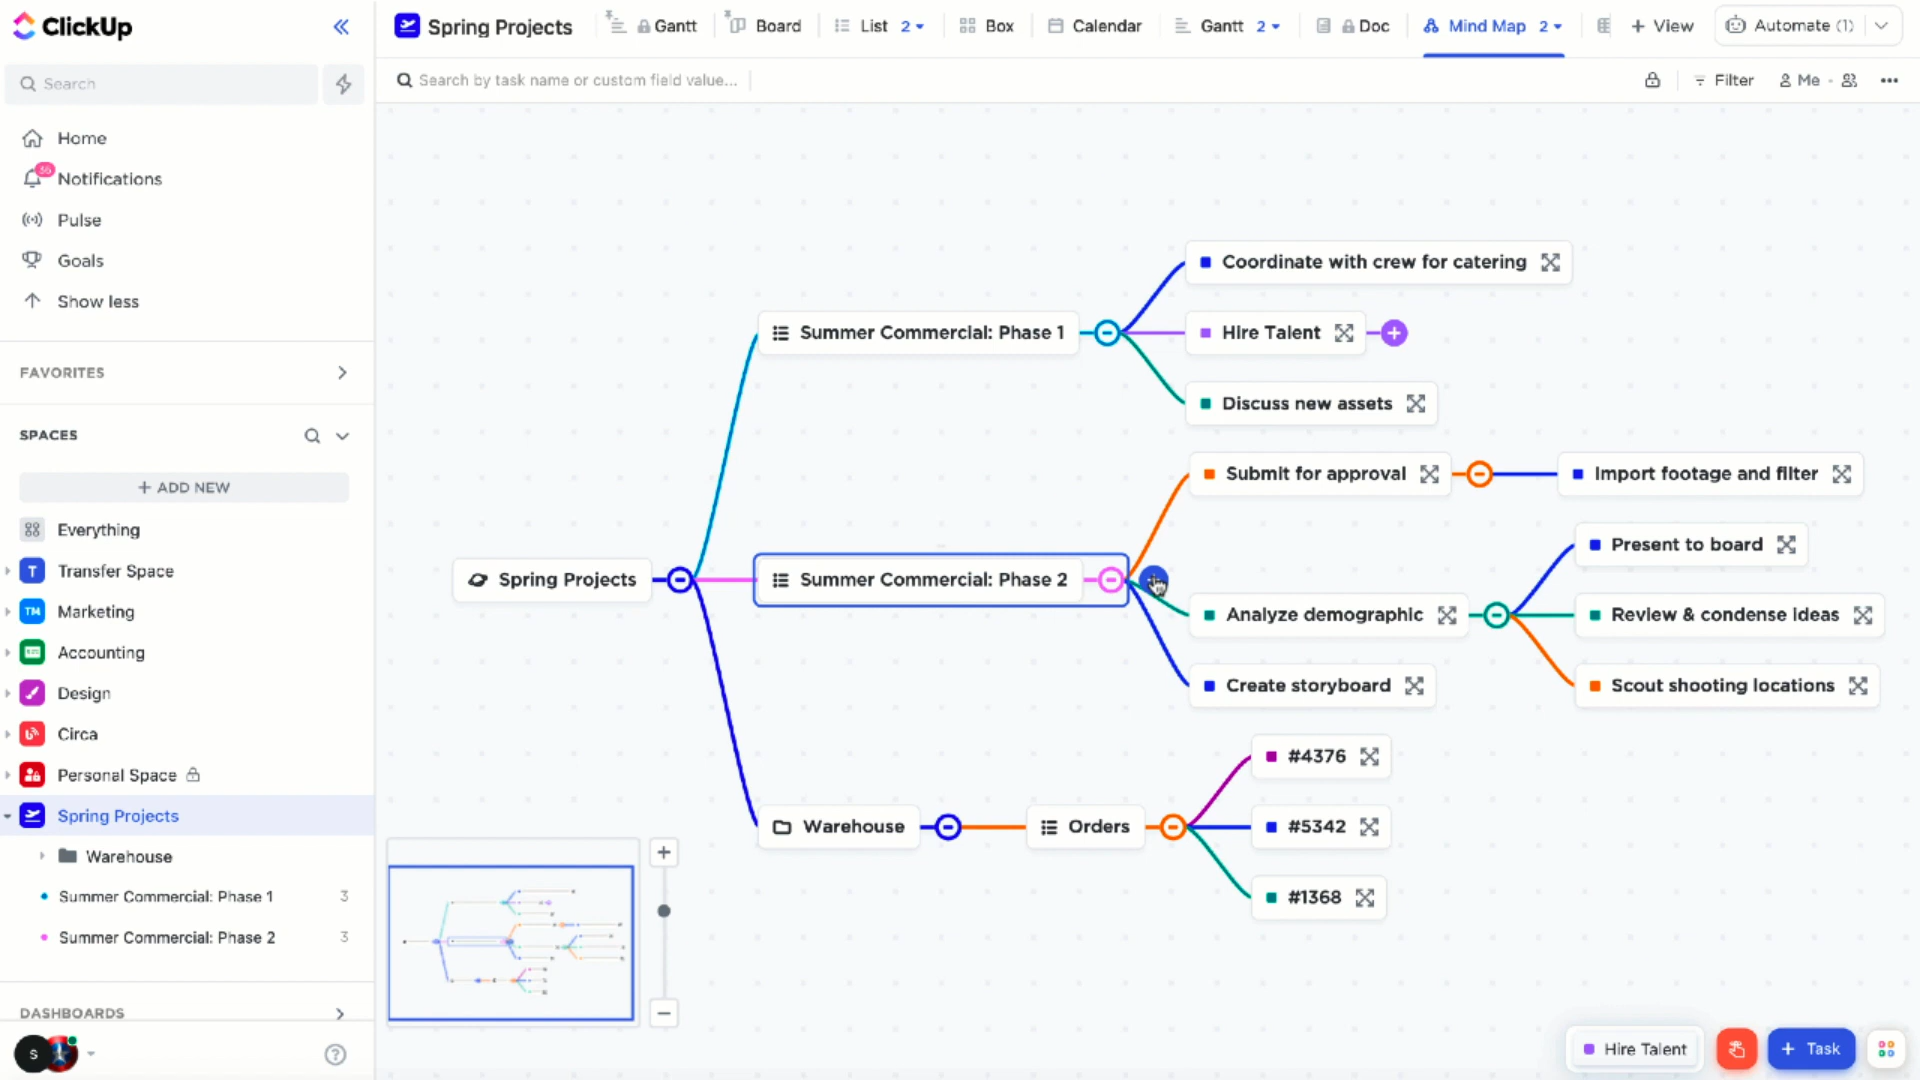 ClickUp
Search
Home
36
Notifications
Pulse
Goals
Show less
FAVORITES
SPACES
+ ADD NEW
Everything
T Transfer Space
TM Marketing
Accounting
Design
Circa
Personal Space
Spring Projects
Warehouse
Summer Commercial: Phase 1 3
Summer Commercial: Phase 2 3
DASHBOARDS
S
?
Spring Projects
Gantt
Board
List 2
Box
Calendar
Gantt 2
Doc
Mind Map 2
+ View
Automate (1)
Search by task name or custom field value...
Filter
Me
Coordinate with crew for catering
Summer Commercial: Phase 1
Hire Talent
Discuss new assets
Submit for approval
Import footage and filter
Present to board
Spring Projects
Summer Commercial: Phase 2
Analyze demographic
Review & condense ideas
Create storyboard
Scout shooting locations
#4376
Warehouse
Orders
#5342
#1368
Hire Talent
+ Task